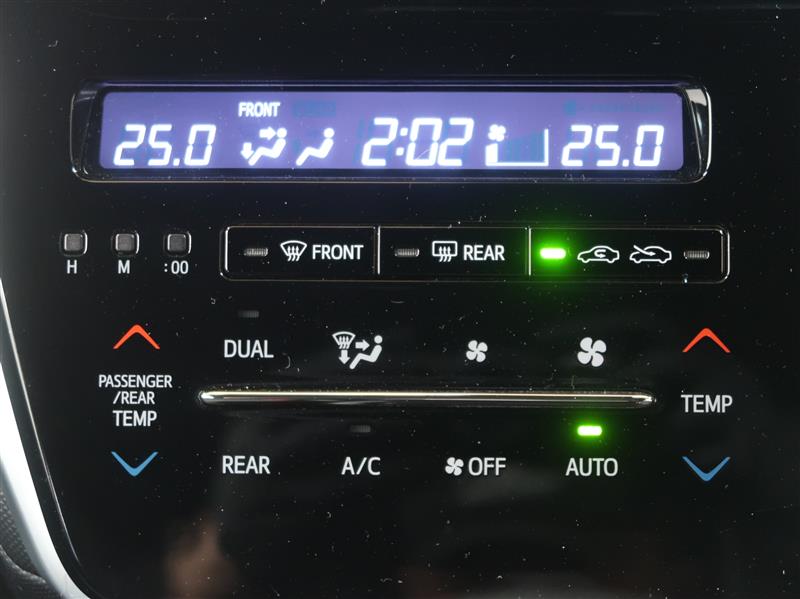 FRONT
25.0 2:02 25.0
FRONT REAR
H M :00
DUAL
PASSENGER
/REAR
TEMP
TEMP
REAR A/C OFF AUTO